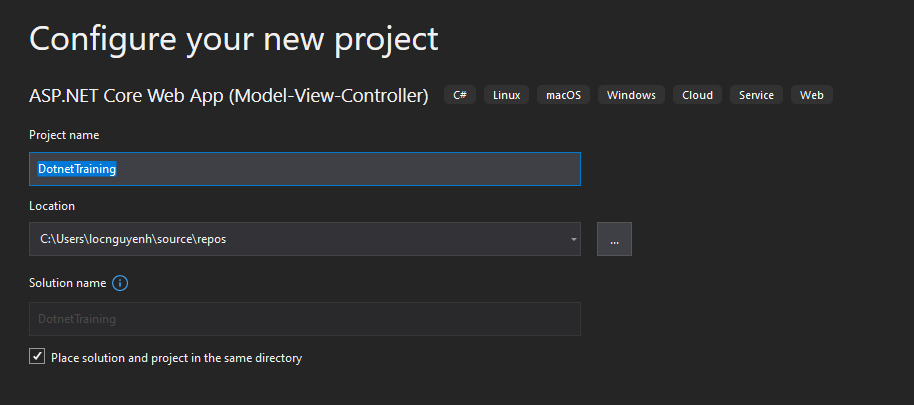 Configure your new project
ASP.NET Core Web App (Model-View-Controller) C# Linux macOS Windows Cloud Service Web
Project name
DotnetTraining
Location
C:\Users\locnguyenh\source\repos
...
Solution name
DotnetTraining
Place solution and project in the same directory